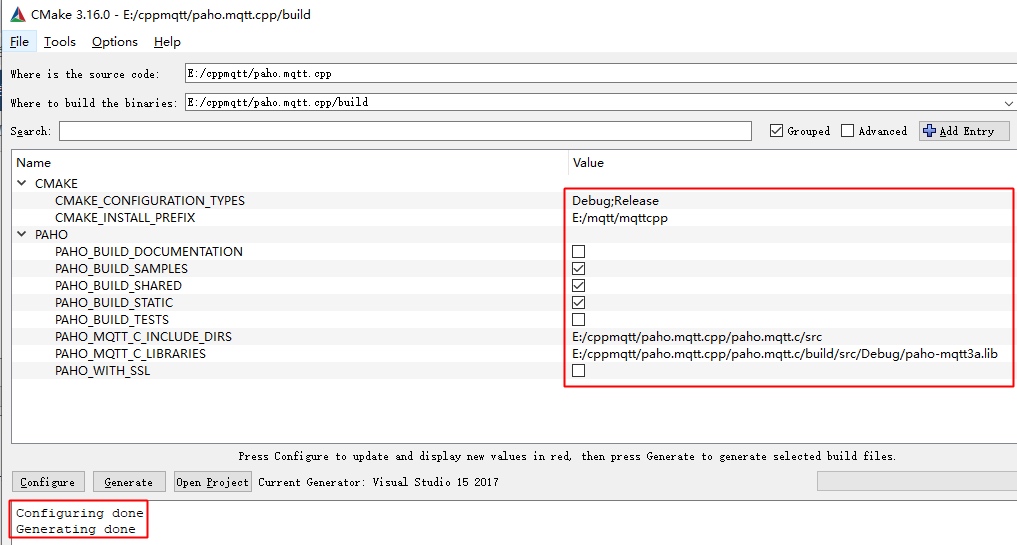 CMake 3.16.0 - E:/cppmqtt/paho.mqtt.cpp/build
File Tools Options Help
Where is the source code: E:/cppmqtt/paho.mqtt.cpp
Where to build the binaries: E:/cppmqtt/paho.mqtt.cpp/build
Search: Grouped Advanced Add Entry
Name Value
CMAKE
CMAKE_CONFIGURATION_TYPES Debug;Release
CMAKE_INSTALL_PREFIX E:/mqtt/mqttcpp
PAHO
PAHO_BUILD_DOCUMENTATION
PAHO_BUILD_SAMPLES
PAHO_BUILD_SHARED
PAHO_BUILD_STATIC
PAHO_BUILD_TESTS
PAHO_MQTT_C_INCLUDE_DIRS E:/cppmqtt/paho.mqtt.cpp/paho.mqtt.c/src
PAHO_MQTT_C_LIBRARIES E:/cppmqtt/paho.mqtt.cpp/paho.mqtt.c/build/src/Debug/paho-mqtt3a.lib
PAHO_WITH_SSL
Press Configure to update and display new values in red, then press Generate to generate selected build files.
Configure Generate Open Project Current Generator: Visual Studio 15 2017
Configuring done
Generating done